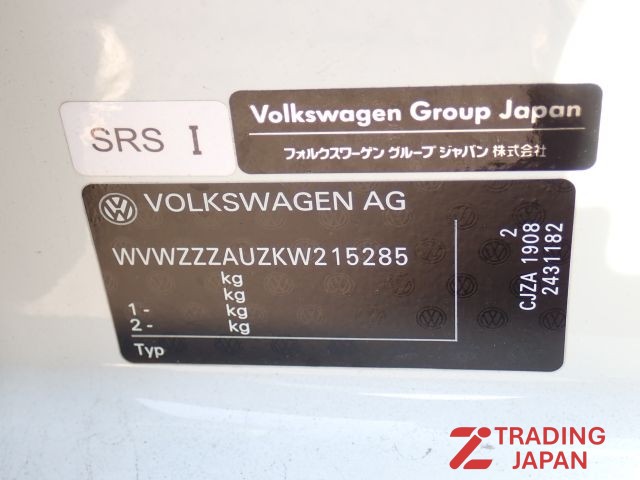 SRS I
Volkswagen Group Japan
フォルクスワーゲン グループ ジャパン 株式会社
VOLKSWAGEN AG
WVWZZZAUZKW215285
kg
kg
1 - kg
2 - kg
Typ
2
CJZA 1908
2431182
TRADING
JAPAN